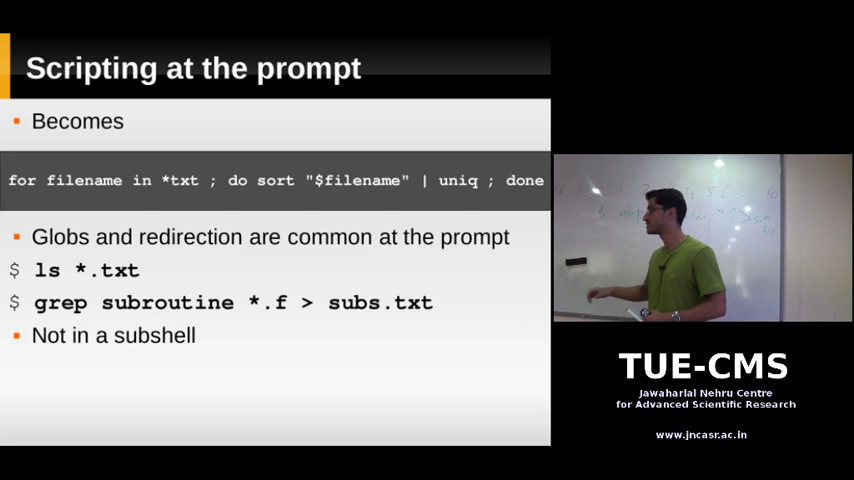 Scripting at the prompt
▪ Becomes
for filename in *txt ; do sort "$filename" | uniq ; done
▪ Globs and redirection are common at the prompt
$ ls *.txt
$ grep subroutine *.f > subs.txt
▪ Not in a subshell
TUE-CMS
Jawaharlal Nehru Centre
for Advanced Scientific Research
www.jncasr.ac.in